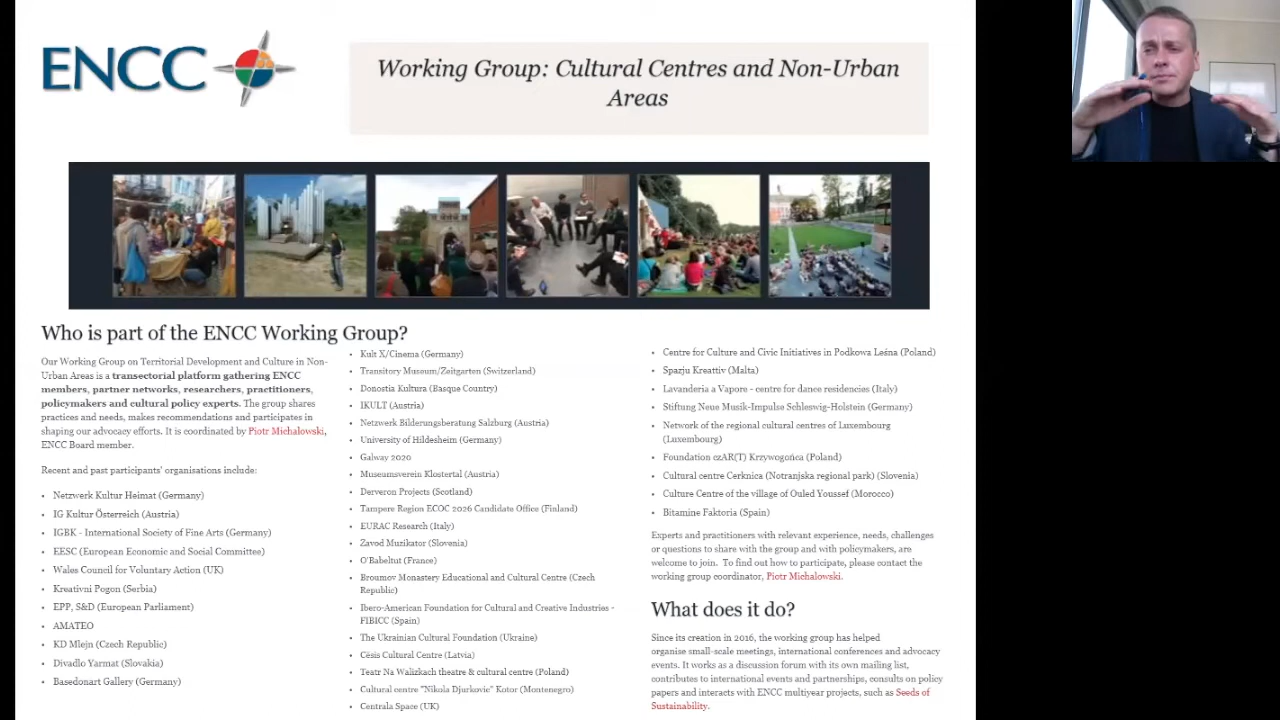 ENCC
Working Group: Cultural Centres and Non-Urban
Areas
Who is part of the ENCC Working Group?
Our Working Group on Territorial Development and Culture in Non-
Urban Areas is a transectorial platform gathering ENCC
members, partner networks, researchers, practitioners,
policymakers and cultural policy experts. The group shares
practices and needs, makes recommendations and participates in
shaping our advocacy efforts. It is coordinated by Piotr Michalowski,
ENCC Board member.
Recent and past participants' organisations include:
• Netzwerk Kultur Heimat (Germany)
• IG Kultur Österreich (Austria)
• IGBK - International Society of Fine Arts (Germany)
• EESC (European Economic and Social Committee)
• Wales Council for Voluntary Action (UK)
• Kreativni Pogon (Serbia)
• EPP, S&D (European Parliament)
• AMATEO
• KD Mlejn (Czech Republic)
• Divadlo Yarmat (Slovakia)
• Basedonart Gallery (Germany)
• Kult X/Cinema (Germany)
• Transitory Museum/Zeitgarten (Switzerland)
• Donostia Kultura (Basque Country)
• IKULT (Austria)
• Netzwerk Bilderungsberatung Salzburg (Austria)
• University of Hildesheim (Germany)
• Galway 2020
• Museumsverein Klostertal (Austria)
• Derveron Projects (Scotland)
• Tampere Region ECOC 2026 Candidate Office (Finland)
• EURAC Research (Italy)
• Zavod Muzikator (Slovenia)
• O'Babeltut (France)
• Broumov Monastery Educational and Cultural Centre (Czech
Republic)
• Ibero-American Foundation for Cultural and Creative Industries -
FIBICC (Spain)
• The Ukrainian Cultural Foundation (Ukraine)
• Cēsis Cultural Centre (Latvia)
• Teatr Na Walizkach theatre & cultural centre (Poland)
• Cultural centre "Nikola Djurkovic" Kotor (Montenegro)
• Centrala Space (UK)
• Centre for Culture and Civic Initiatives in Podkowa Leśna (Poland)
• Spazju Kreattiv (Malta)
• Lavanderia a Vapore - centre for dance residencies (Italy)
• Stiftung Neue Musik-Impulse Schleswig-Holstein (Germany)
• Network of the regional cultural centres of Luxembourg
(Luxembourg)
• Foundation czAR(T) Krzywogońca (Poland)
• Cultural centre Cerknica (Notranjska regional park) (Slovenia)
• Culture Centre of the village of Ouled Youssef (Morocco)
• Bitamine Faktoria (Spain)
Experts and practitioners with relevant experience, needs, challenges
or questions to share with the group and with policymakers, are
welcome to join. To find out how to participate, please contact the
working group coordinator, Piotr Michalowski.
What does it do?
Since its creation in 2016, the working group has helped
organise small-scale meetings, international conferences and advocacy
events. It works as a discussion forum with its own mailing list,
contributes to international events and partnerships, consults on policy
papers and interacts with ENCC multiyear projects, such as Seeds of
Sustainability.